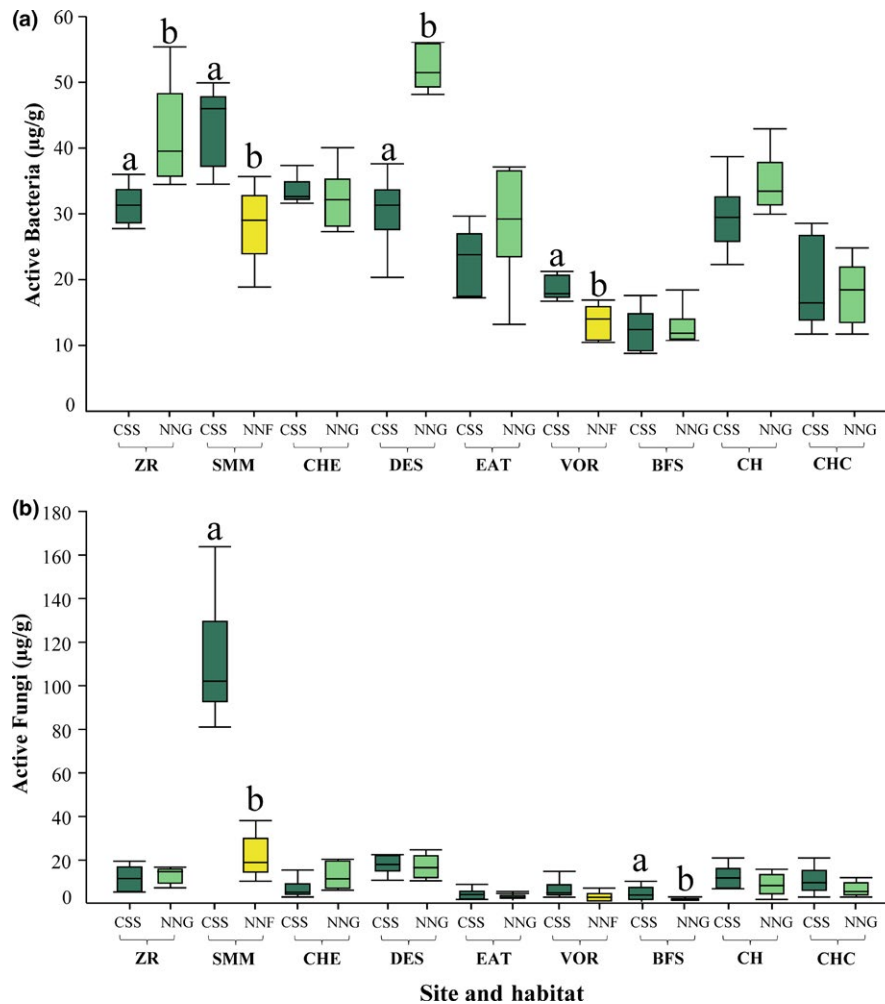 (a)
60
50
40
30
20
10
0
Active Bacteria (µg/g)
b
a
b
a
b
a
b
CSS NNG CSS NNF CSS NNG CSS NNG CSS NNG CSS NNF CSS NNG CSS NNG CSS NNG
ZR SMM CHE DES EAT VOR BFS CH CHC
(b)
180
160
140
120
100
80
60
40
20
0
Active Fungi (µg/g)
a
b
a
b
CSS NNG CSS NNF CSS NNG CSS NNG CSS NNG CSS NNF CSS NNG CSS NNG CSS NNG
ZR SMM CHE DES EAT VOR BFS CH CHC
Site and habitat